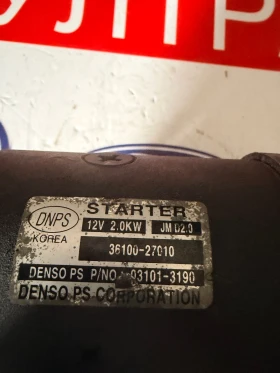 УЛТР
DNPS
KOREA
STARTER
12V 2.0KW JM D2.0
36100-27010
DENSO PS P/NO. 93101-3190
DENSO PS CORPORATION